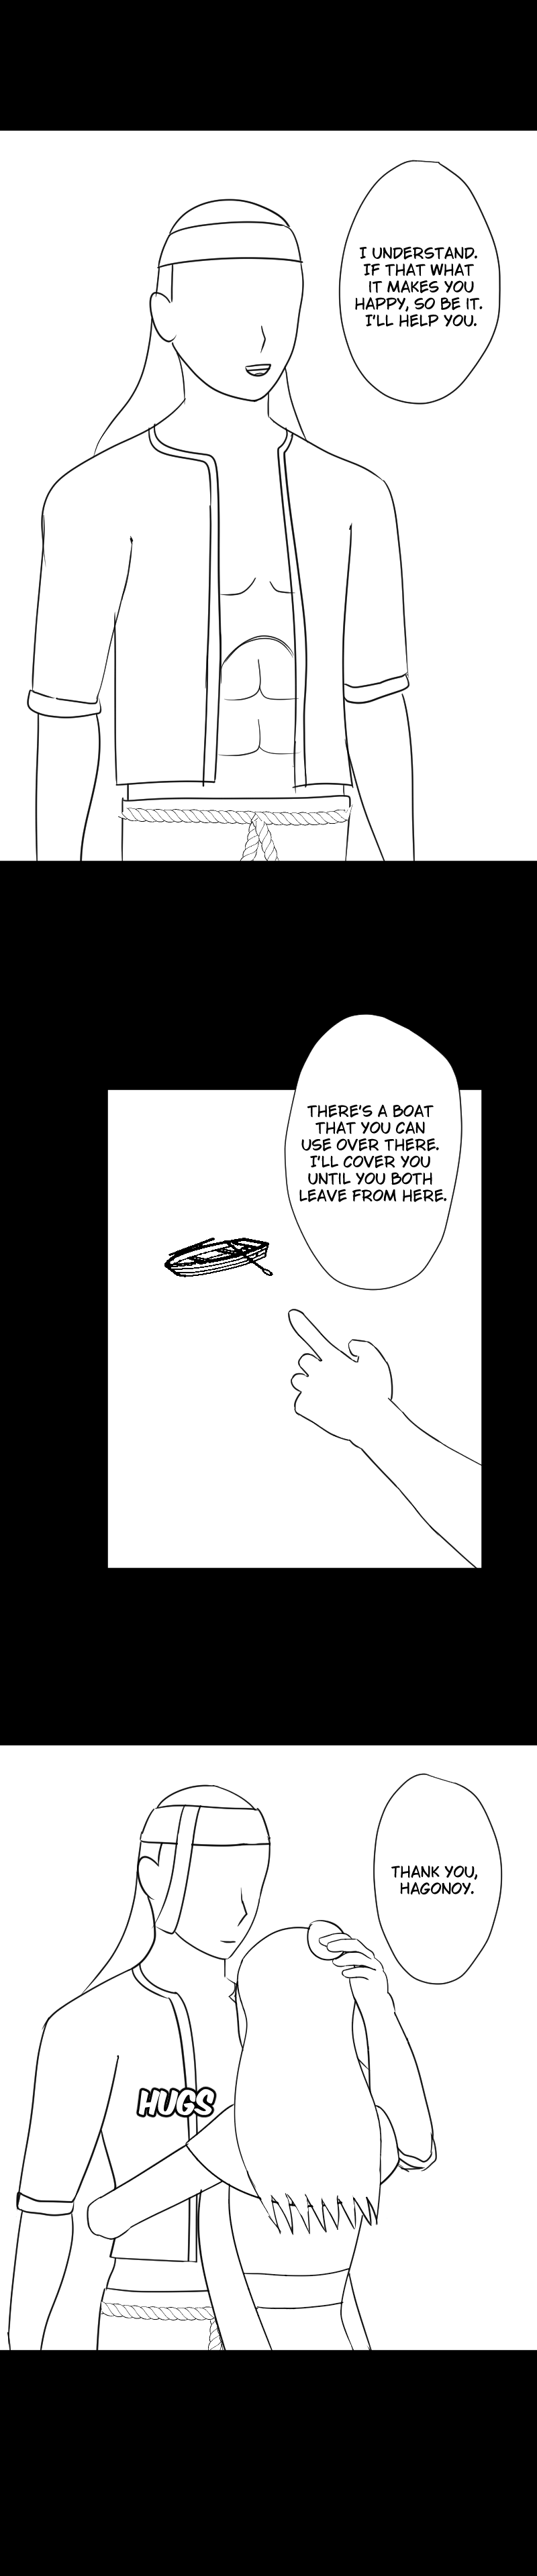 I UNDERSTAND.
IF THAT WHAT
IT MAKES YOU
HAPPY, SO BE IT.
I'LL HELP YOU.
THERE'S A BOAT
THAT YOU CAN
USE OVER THERE.
I'LL COVER YOU
UNTIL YOU BOTH
LEAVE FROM HERE.
THANK YOU,
HAGONOY.
HUGS